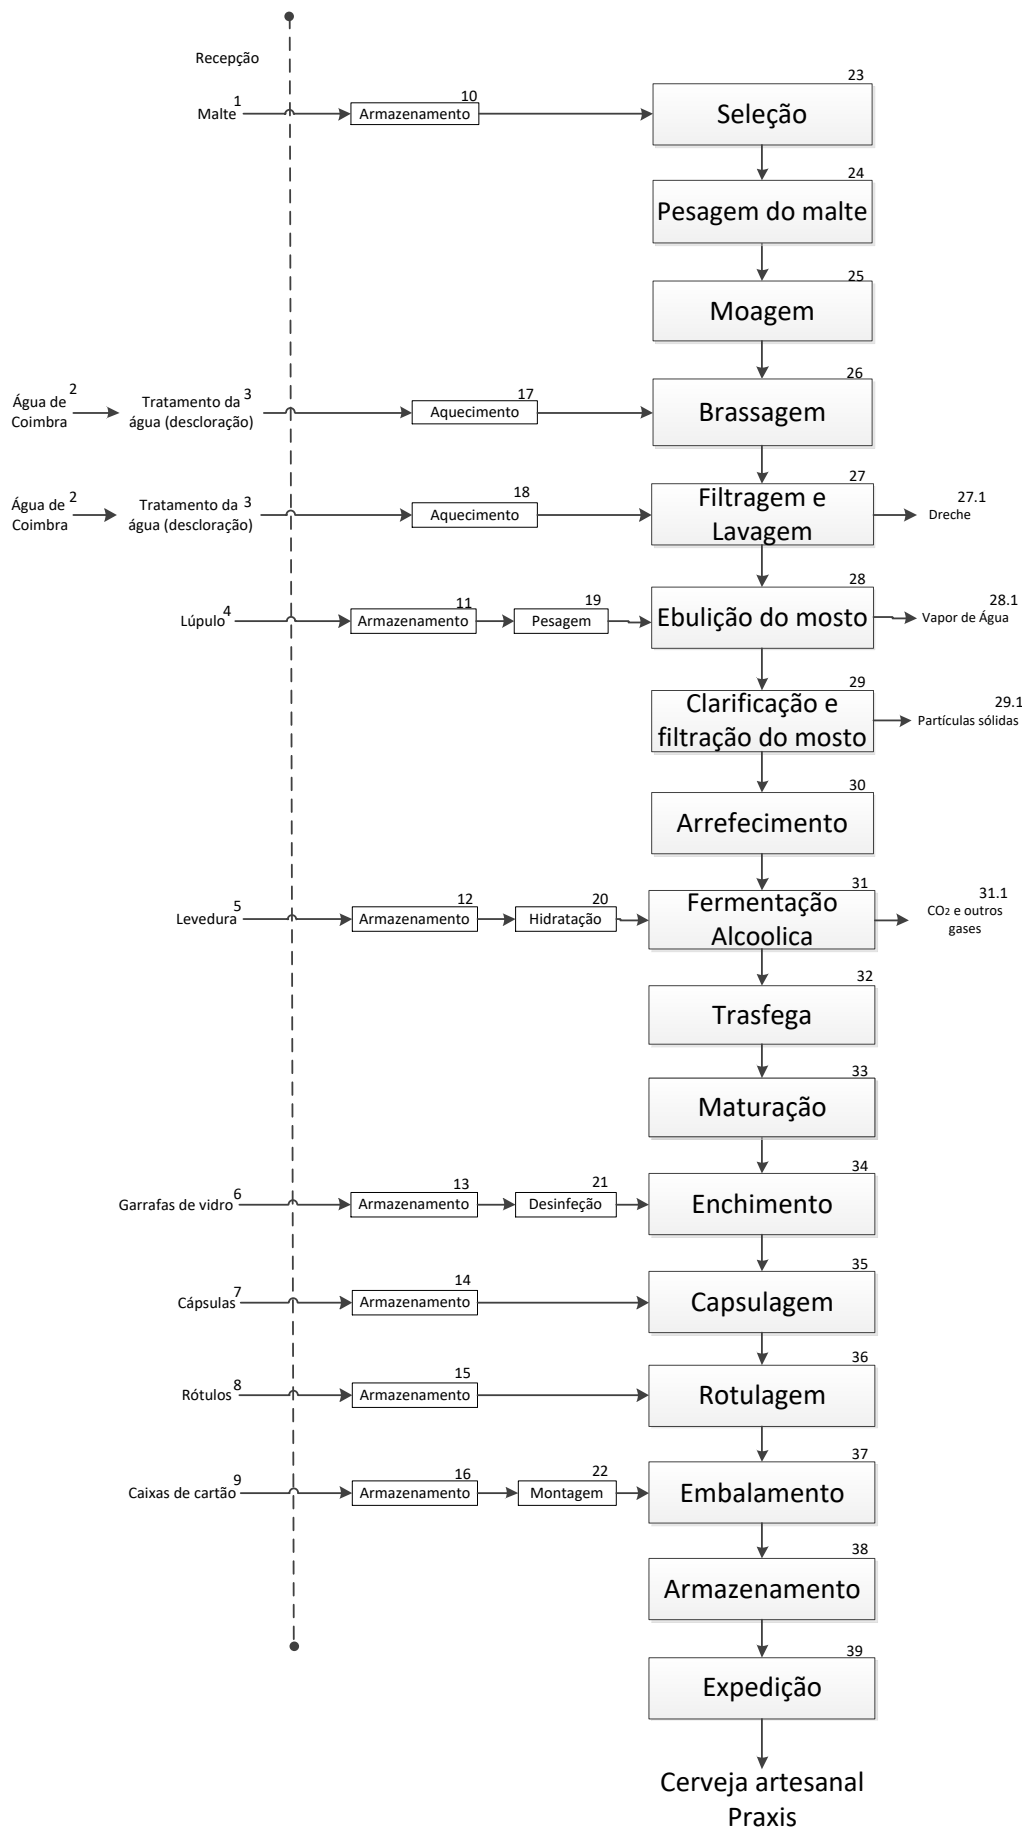 Recepção
Malte 1
10
Armazenamento
23
Seleção
24
Pesagem do malte
25
Moagem
Água de 2
Coimbra
Tratamento da 3
água (descloração)
17
Aquecimento
26
Brassagem
Água de 2
Coimbra
Tratamento da 3
água (descloração)
18
Aquecimento
27
Filtragem e
Lavagem
27.1
Dreche
Lúpulo 4
11
Armazenamento
19
Pesagem
28
Ebulição do mosto
28.1
Vapor de Água
29
Clarificação e
filtração do mosto
29.1
Partículas sólidas
30
Arrefecimento
Levedura 5
12
Armazenamento
20
Hidratação
31
Fermentação
Alcoolica
31.1
CO2 e outros
gases
32
Trasfega
33
Maturação
Garrafas de vidro 6
13
Armazenamento
21
Desinfeção
34
Enchimento
Cápsulas 7
14
Armazenamento
35
Capsulagem
Rótulos 8
15
Armazenamento
36
Rotulagem
Caixas de cartão 9
16
Armazenamento
22
Montagem
37
Embalamento
38
Armazenamento
39
Expedição
Cerveja artesanal
Praxis